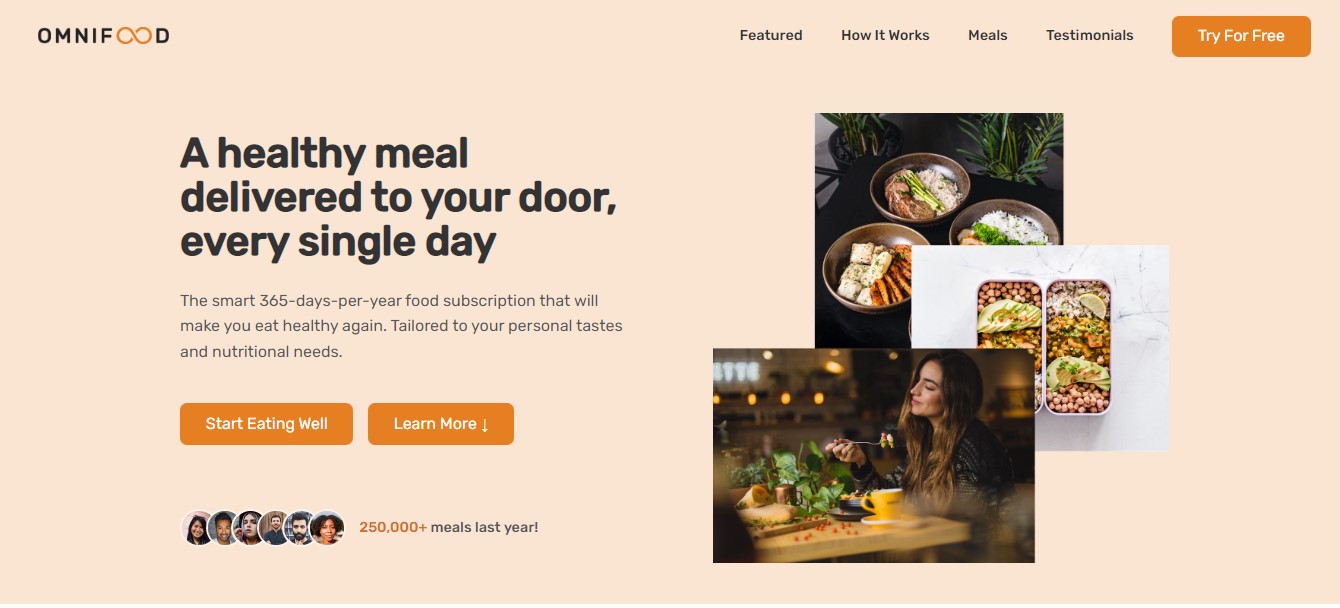 OMNIFOOD
Featured
How It Works
Meals
Testimonials
Try For Free
A healthy meal
delivered to your door,
every single day
The smart 365-days-per-year food subscription that will
make you eat healthy again. Tailored to your personal tastes
and nutritional needs.
Start Eating Well
Learn More ↓
250,000+ meals last year!